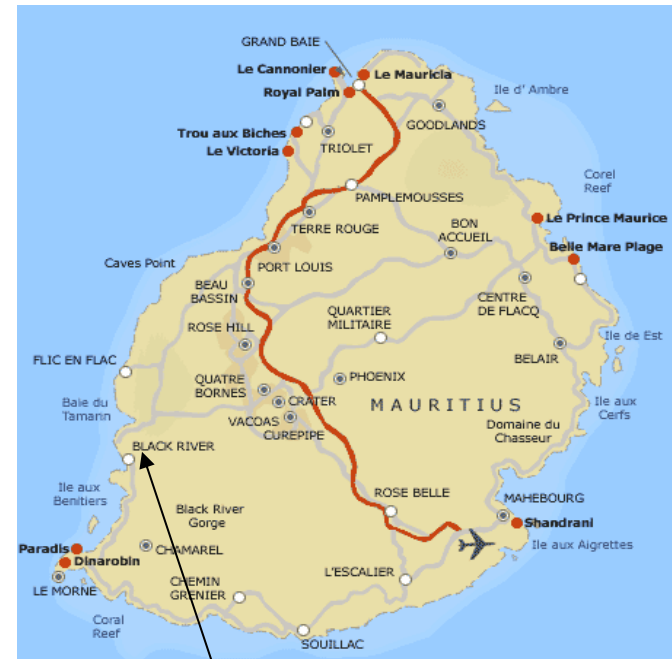 GRAND BAIE
Le Cannonier
Le Mauricia
Royal Palm
Ile d' Ambre
GOODLANDS
Trou aux Biches
TRIOLET
Le Victoria
Corel
Reef
PAMPLEMOUSSES
Le Prince Maurice
TERRE ROUGE
BON
ACCUEIL
Belle Mare Plage
Caves Point
PORT LOUIS
BEAU
BASSIN
CENTRE
DE FLACQ
QUARTIER
MILITAIRE
ROSE HILL
Ile de Est
FLIC EN FLAC
BELAIR
QUATRE
BORNES
PHOENIX
Baie du
Tamarin
CRATER
MAURITIUS
Ile aux
Cerfs
VACOAS
CUREPIPE
Domaine du
Chasseur
BLACK RIVER
Ile aux
Benitiers
ROSE BELLE
MAHEBOURG
Black River
Gorge
Shandrani
Ile aux Aigrettes
Paradis
CHAMAREL
Dinarobin
L'ESCALIER
LE MORNE
CHEMIN
GRENIER
Coral
Reef
SOUILLAC